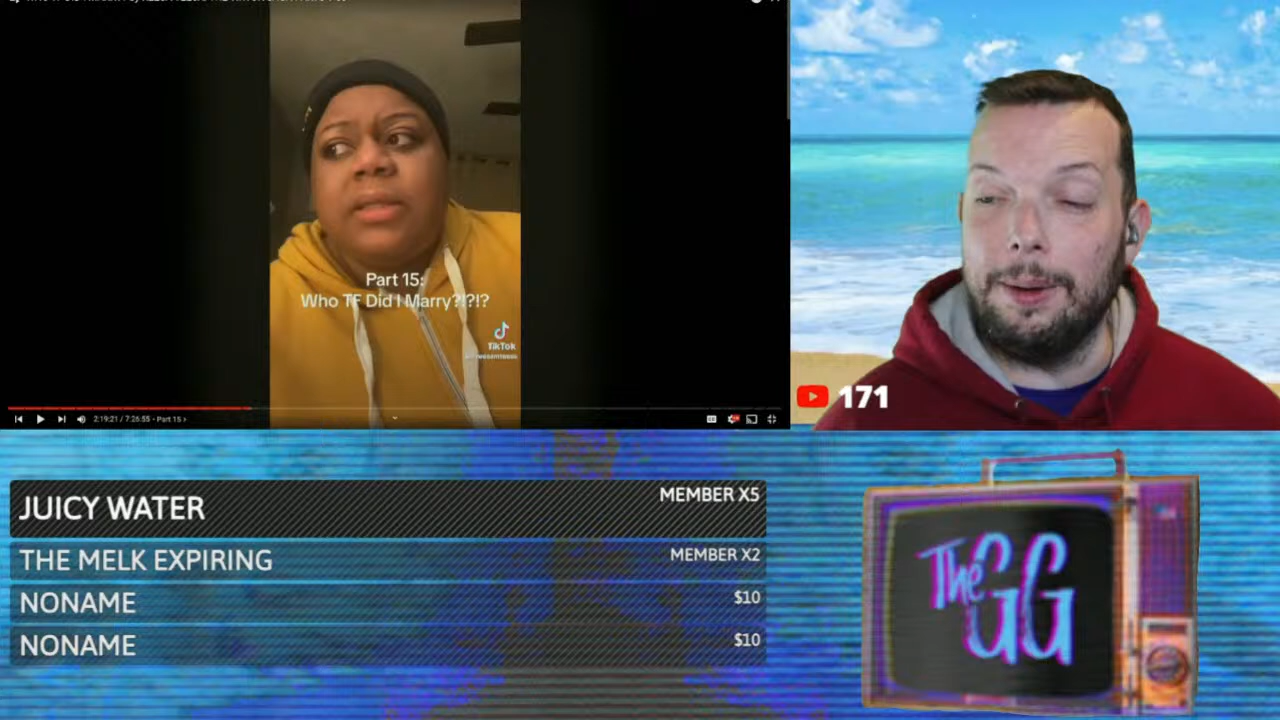 Part 15:
Who TF Did I Marry?!?!?
TikTok
2:19:21 / 7:26:55 • Part 15 >
171
JUICY WATER
MEMBER X5
THE MELK EXPIRING
MEMBER X2
NONAME
$10
NONAME
$10
The
GG